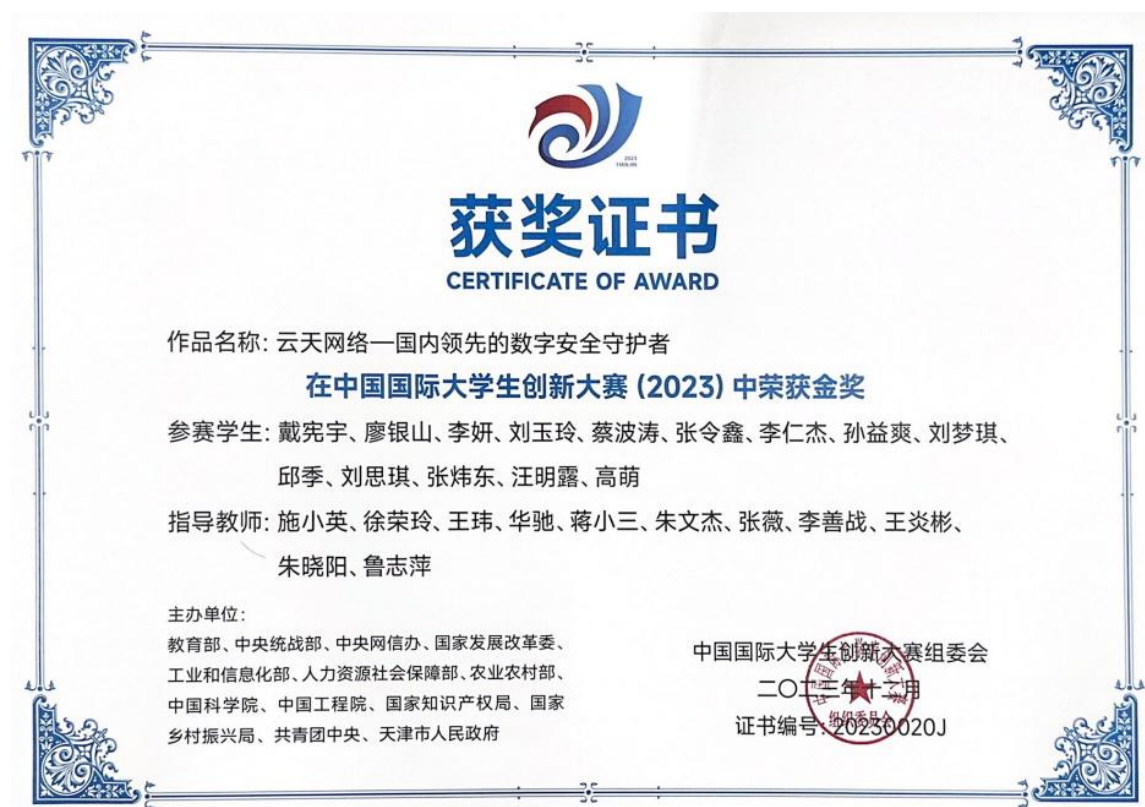 2023
TIANJIN
获奖证书
CERTIFICATE OF AWARD
作品名称: 云天网络—国内领先的数字安全守护者
在中国国际大学生创新大赛 (2023) 中荣获金奖
参赛学生: 戴宪宇、廖银山、李妍、刘玉玲、蔡波涛、张令鑫、李仁杰、孙益爽、刘梦琪、
邱季、刘思琪、张炜东、汪明露、高萌
指导教师: 施小英、徐荣玲、王玮、华驰、蒋小三、朱文杰、张薇、李善战、王炎彬、
朱晓阳、鲁志萍
主办单位:
教育部、中央统战部、中央网信办、国家发展改革委、
工业和信息化部、人力资源社会保障部、农业农村部、
中国科学院、中国工程院、国家知识产权局、国家
乡村振兴局、共青团中央、天津市人民政府
中国国际大学生创新大赛组委会
二〇二三年十二月
证书编号: 20230020J
组织委员会